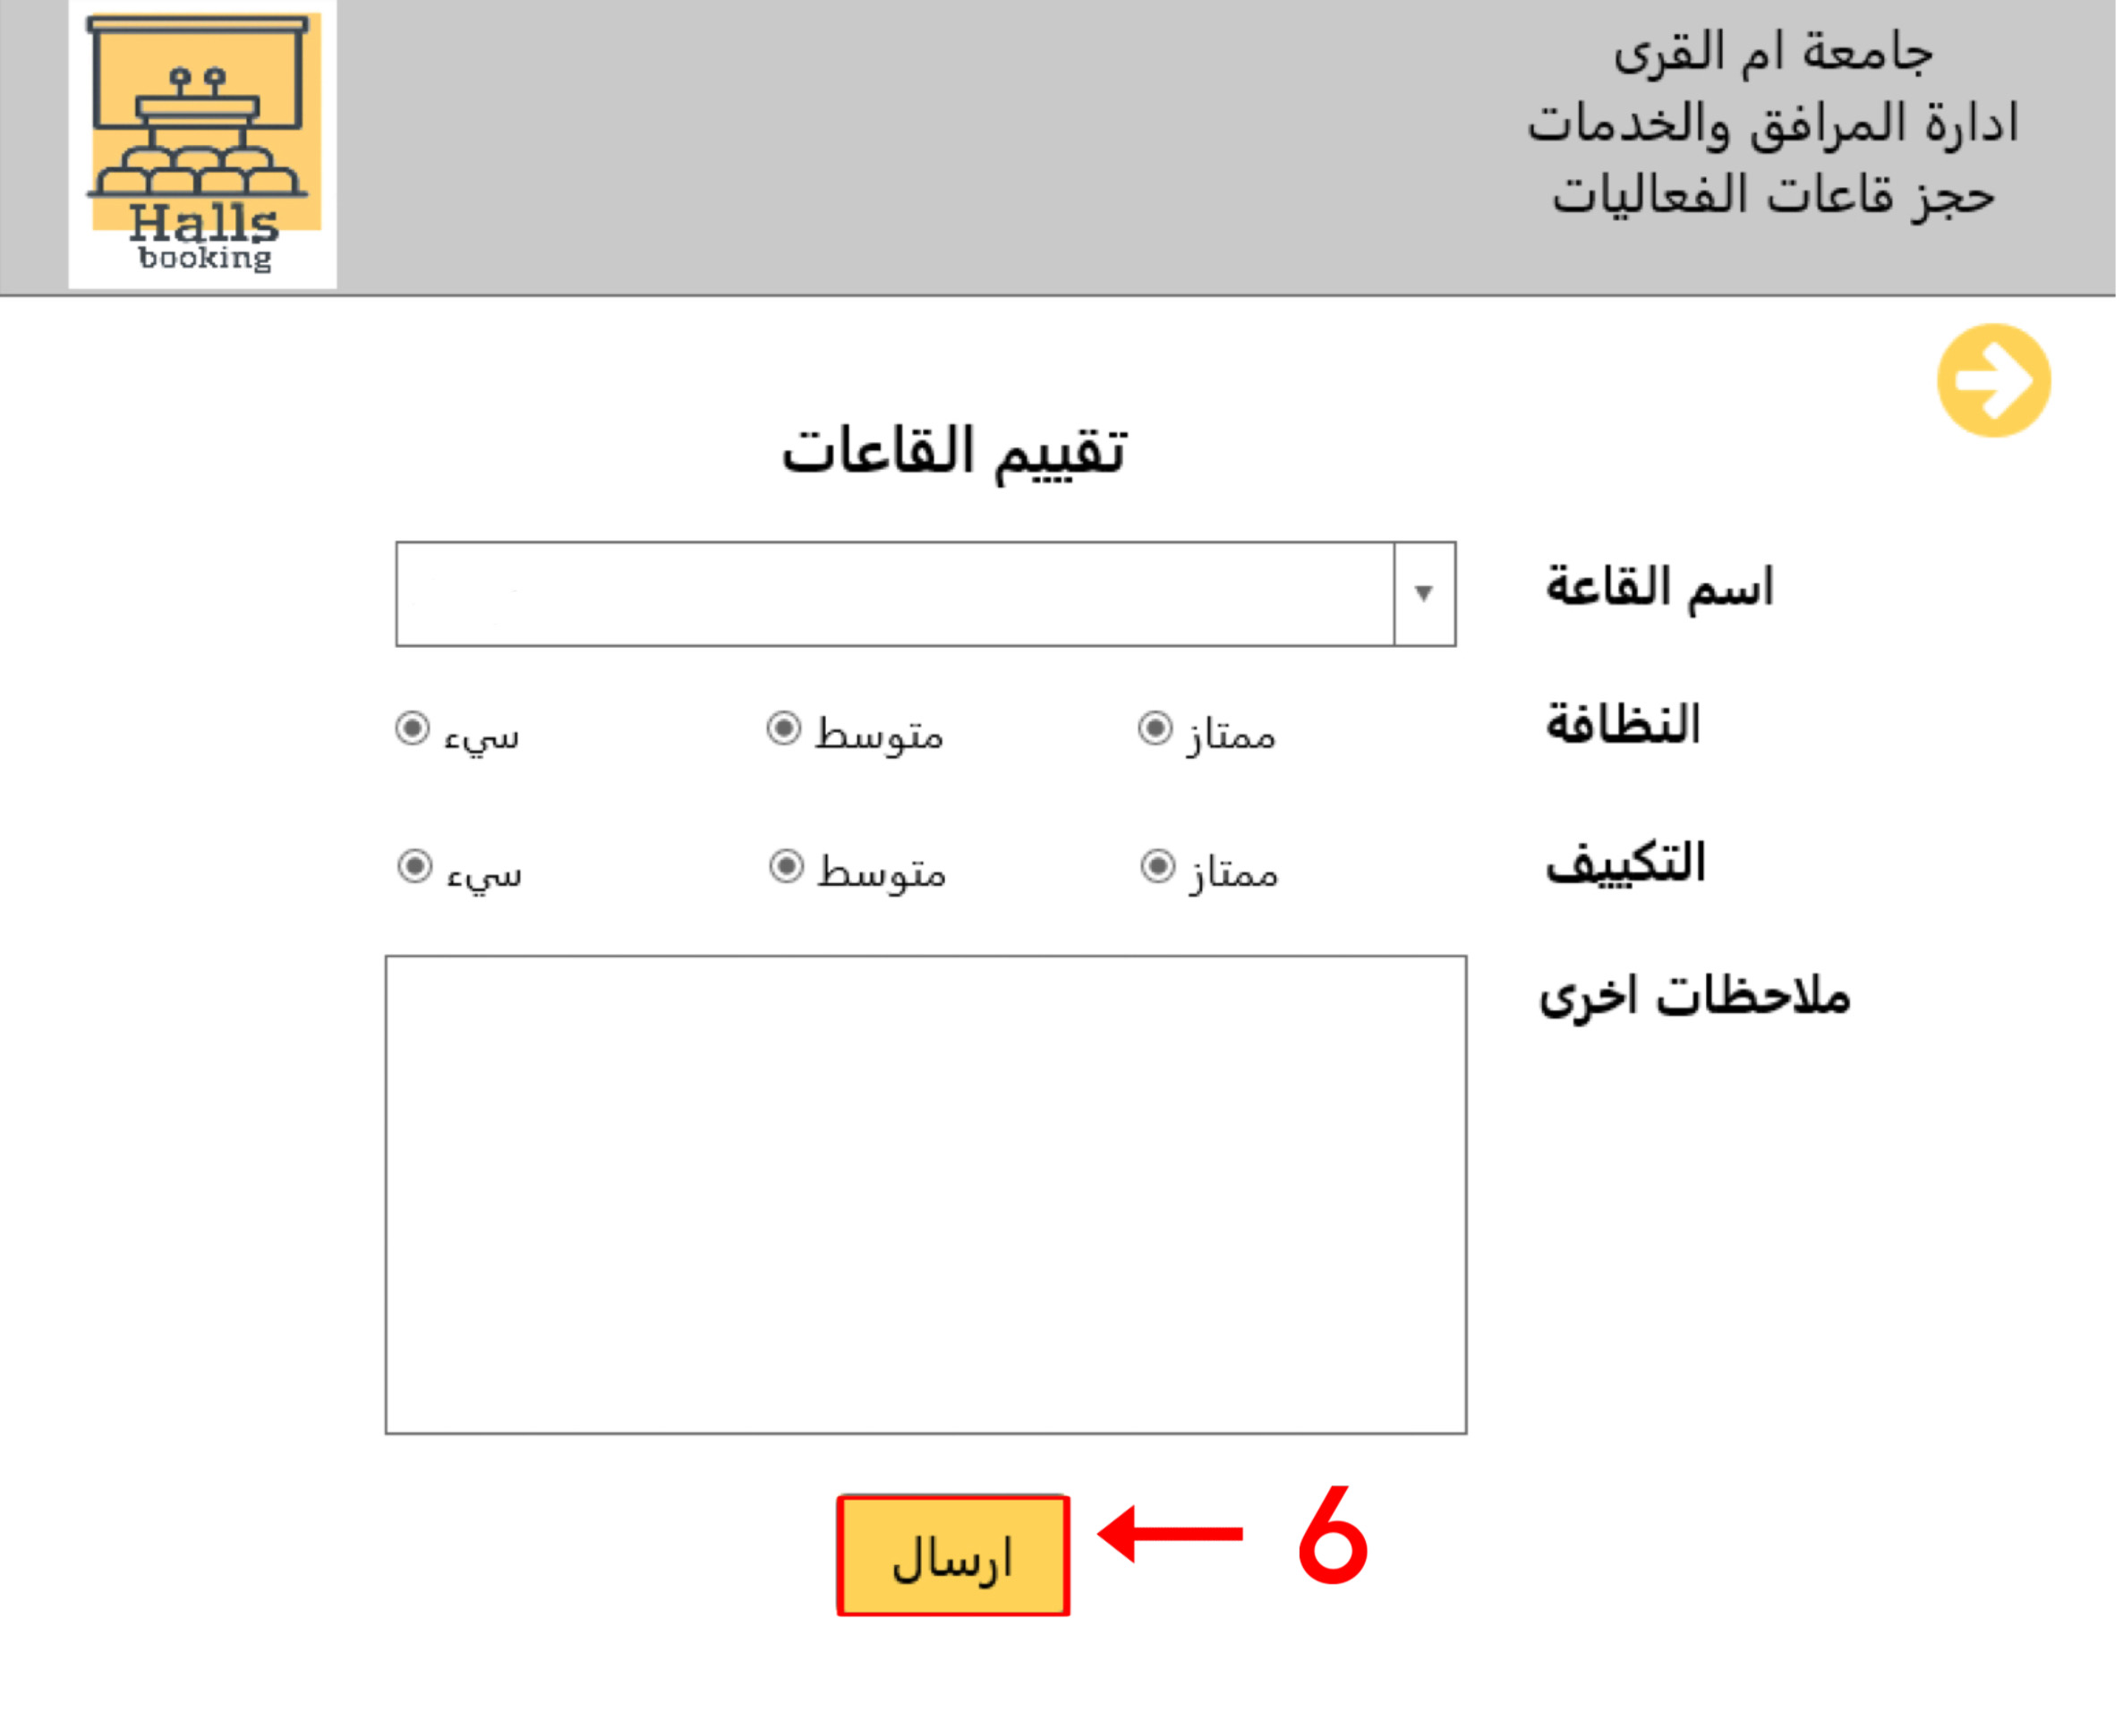 جامعة ام القرى
ادارة المرافق والخدمات
حجز قاعات الفعاليات
Halls
booking
تقييم القاعات
اسم القاعة
النظافة
ممتاز متوسط سيء
التكييف
ممتاز متوسط سيء
ملاحظات اخرى
ارسال
6